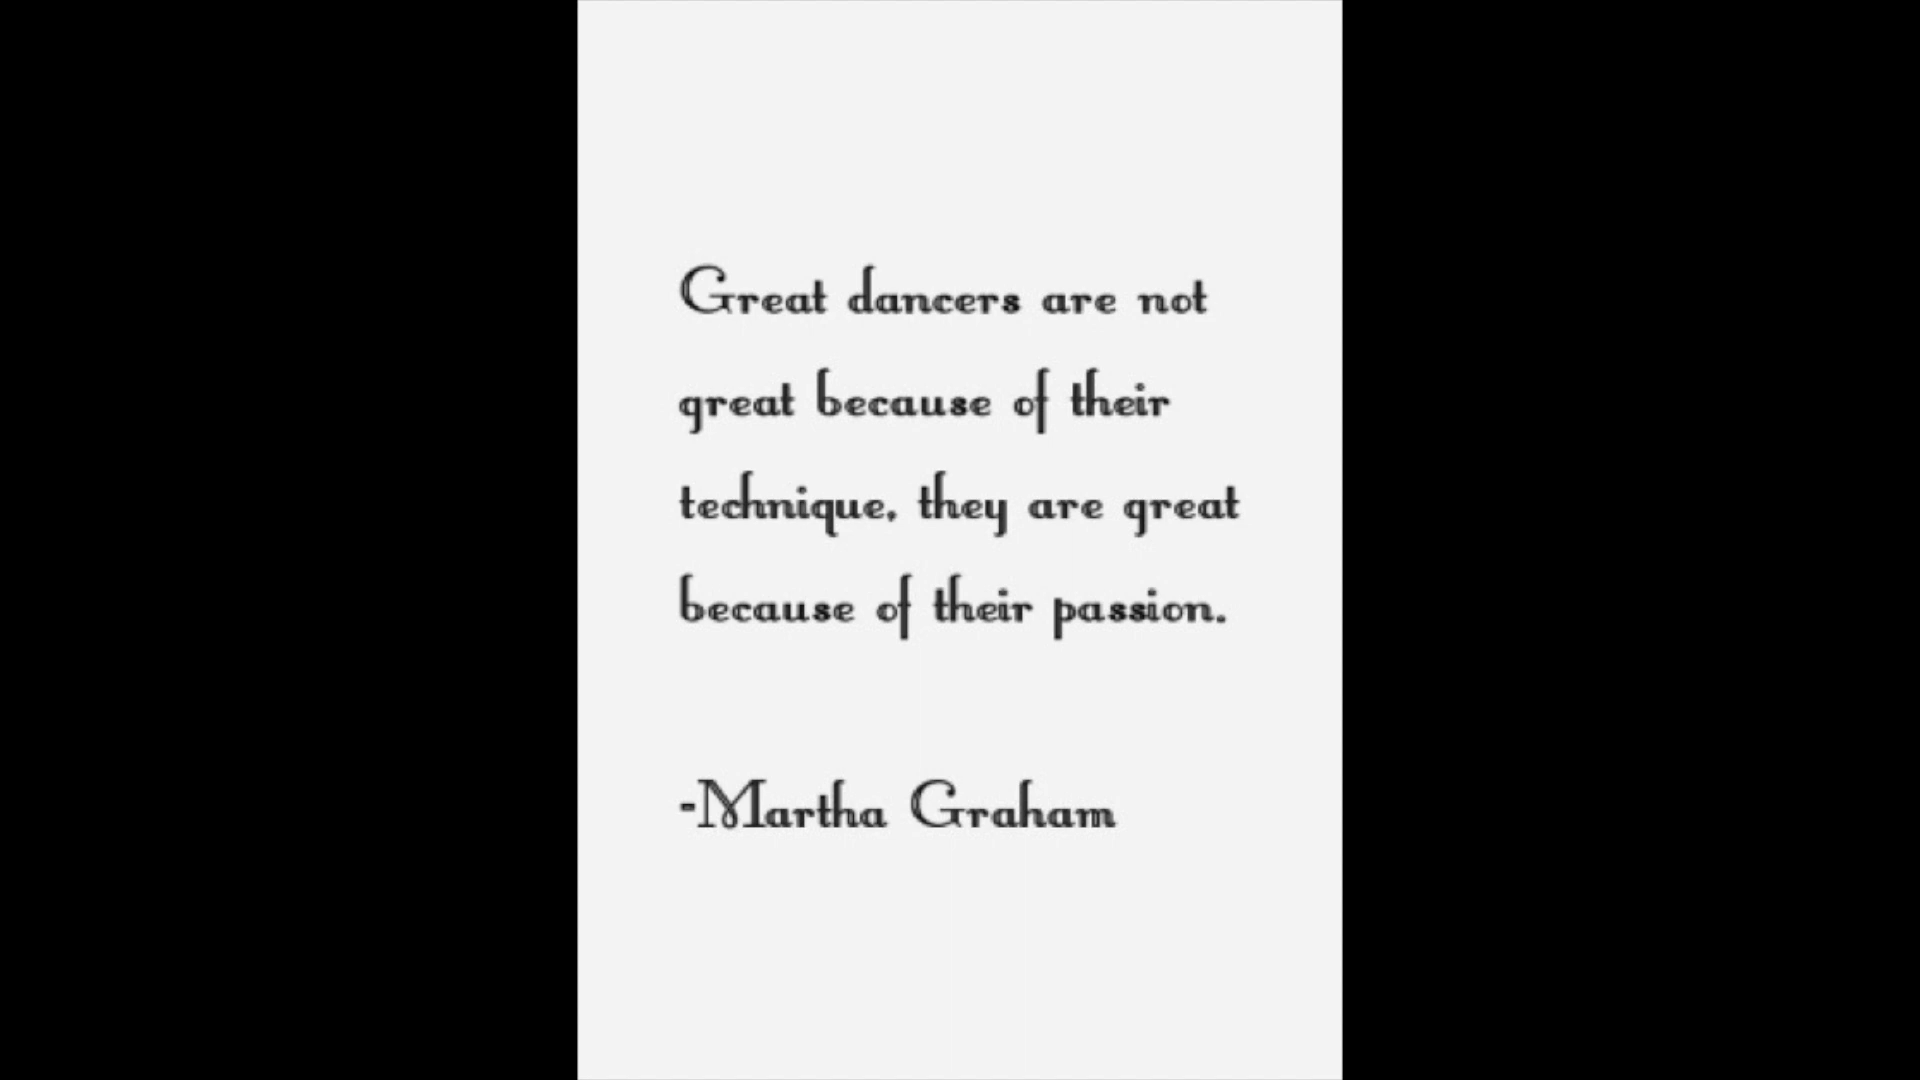 Great dancers are not
great because of their
technique, they are great
because of their passion.
-Martha Graham